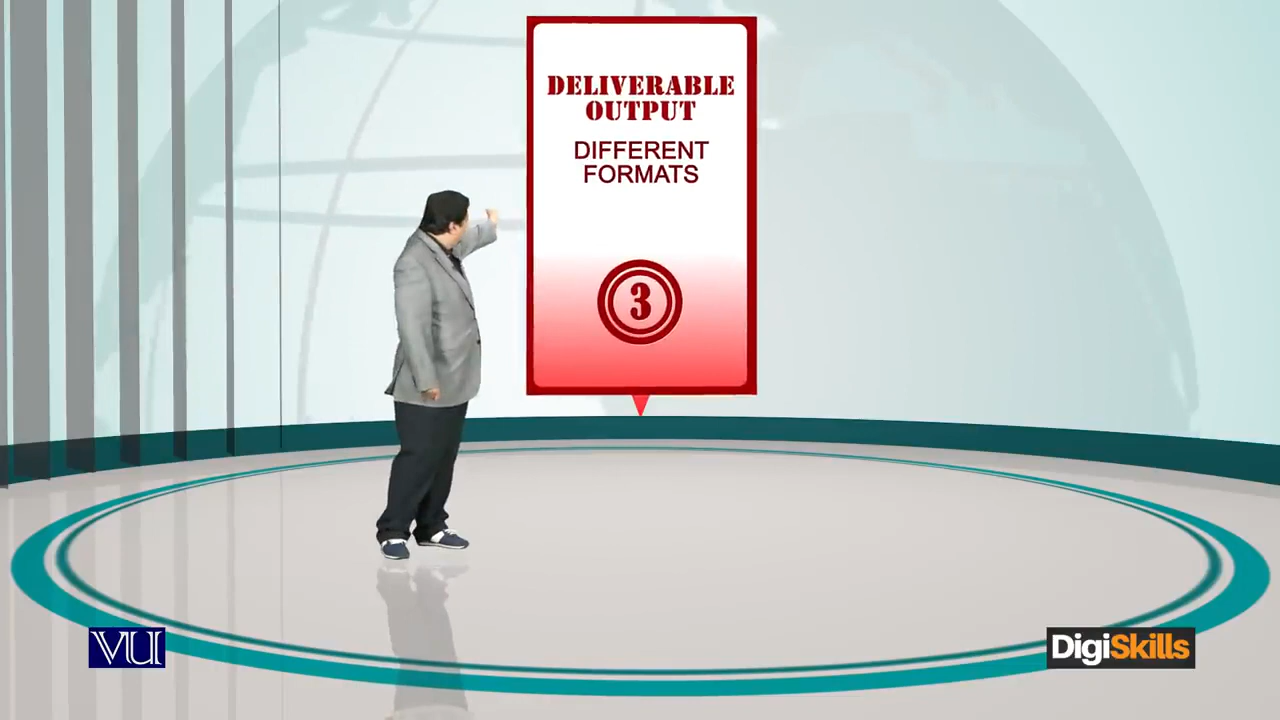 DELIVERABLE
OUTPUT
DIFFERENT
FORMATS
3
VU
DigiSkills